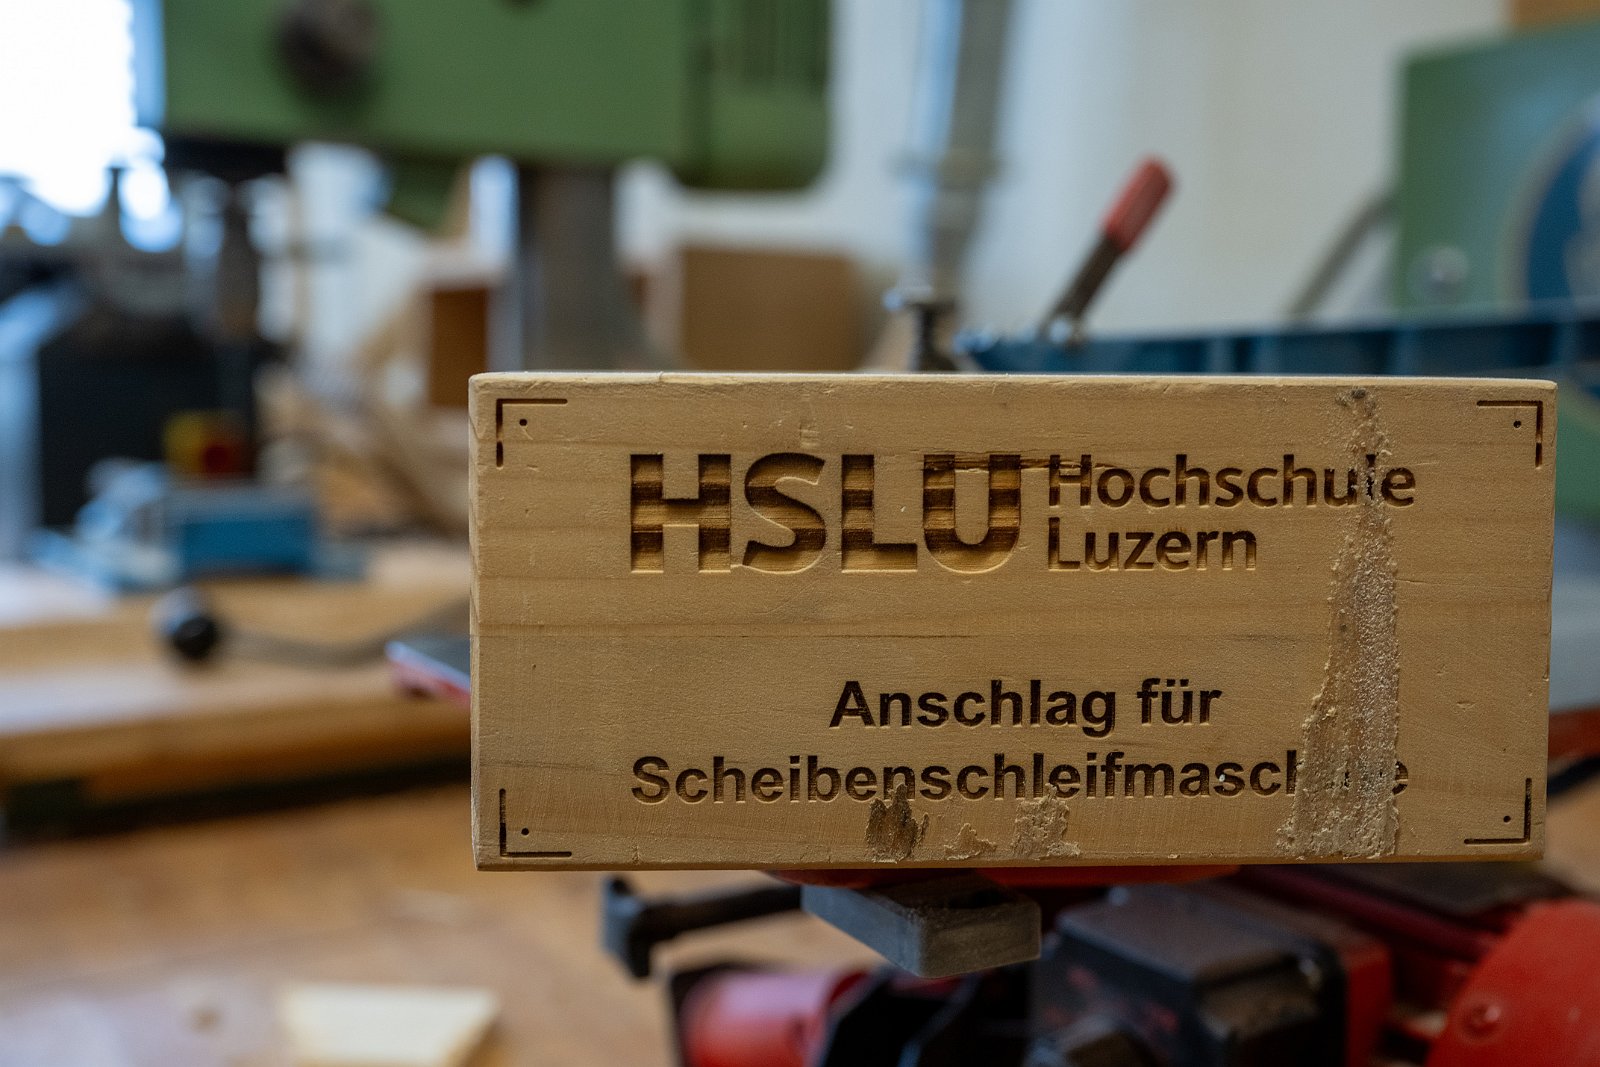 HSLU Hochschule
Luzern
Anschlag für
Scheibenschleifmaschine